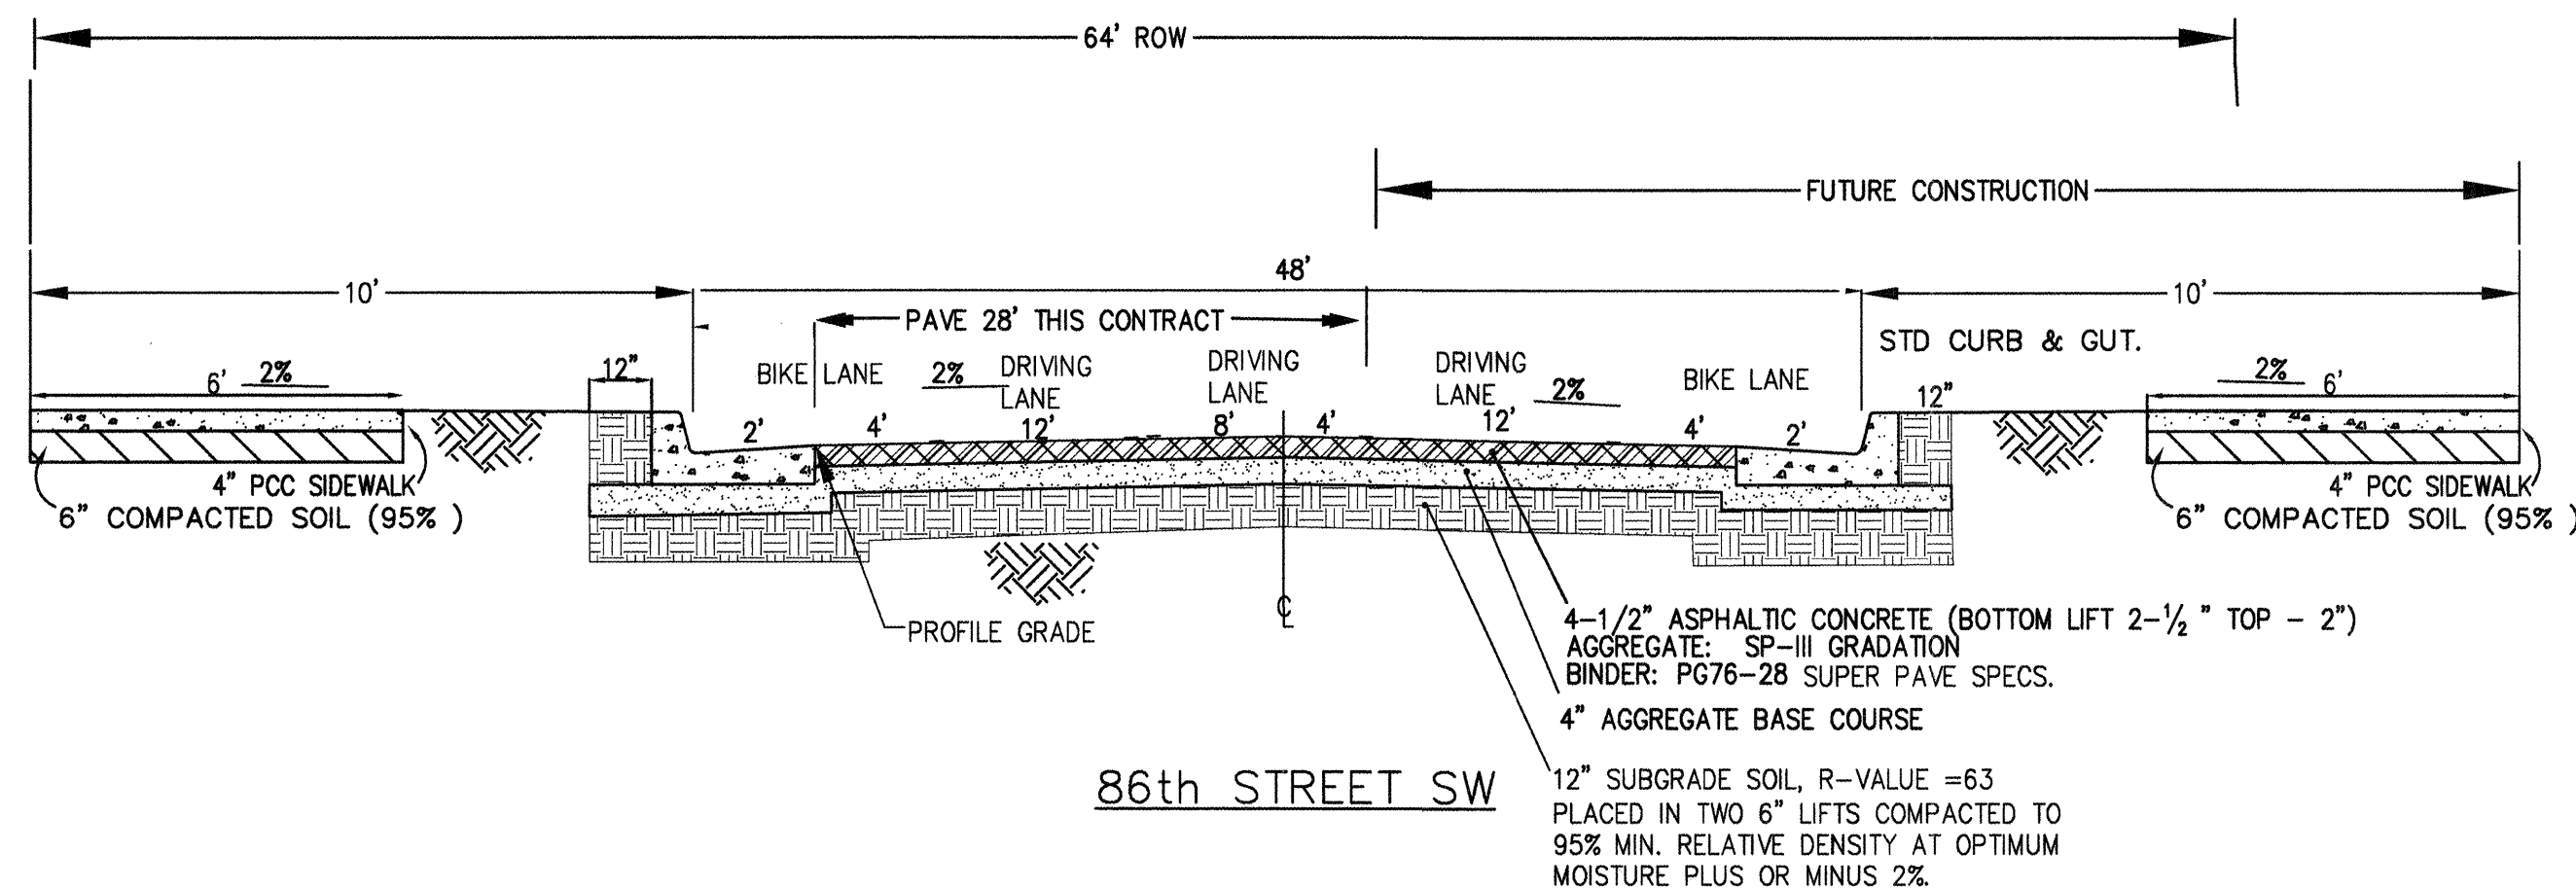 64' ROW
FUTURE CONSTRUCTION
48'
10'
10'
PAVE 28' THIS CONTRACT
STD CURB & GUT.
BIKE LANE
2%
DRIVING
LANE
DRIVING
LANE
DRIVING
LANE
2%
BIKE LANE
6'
2%
12"
2%
6'
12"
2'
4'
12'
8'
4'
12'
4'
2'
4" PCC SIDEWALK
6" COMPACTED SOIL (95% )
4" PCC SIDEWALK
6" COMPACTED SOIL (95% )
PROFILE GRADE
CL
4-1/2" ASPHALTIC CONCRETE (BOTTOM LIFT 2-1/2 " TOP - 2")
AGGREGATE: SP-III GRADATION
BINDER: PG76-28 SUPER PAVE SPECS.
4" AGGREGATE BASE COURSE
86th STREET SW
12" SUBGRADE SOIL, R-VALUE =63
PLACED IN TWO 6" LIFTS COMPACTED TO
95% MIN. RELATIVE DENSITY AT OPTIMUM
MOISTURE PLUS OR MINUS 2%.